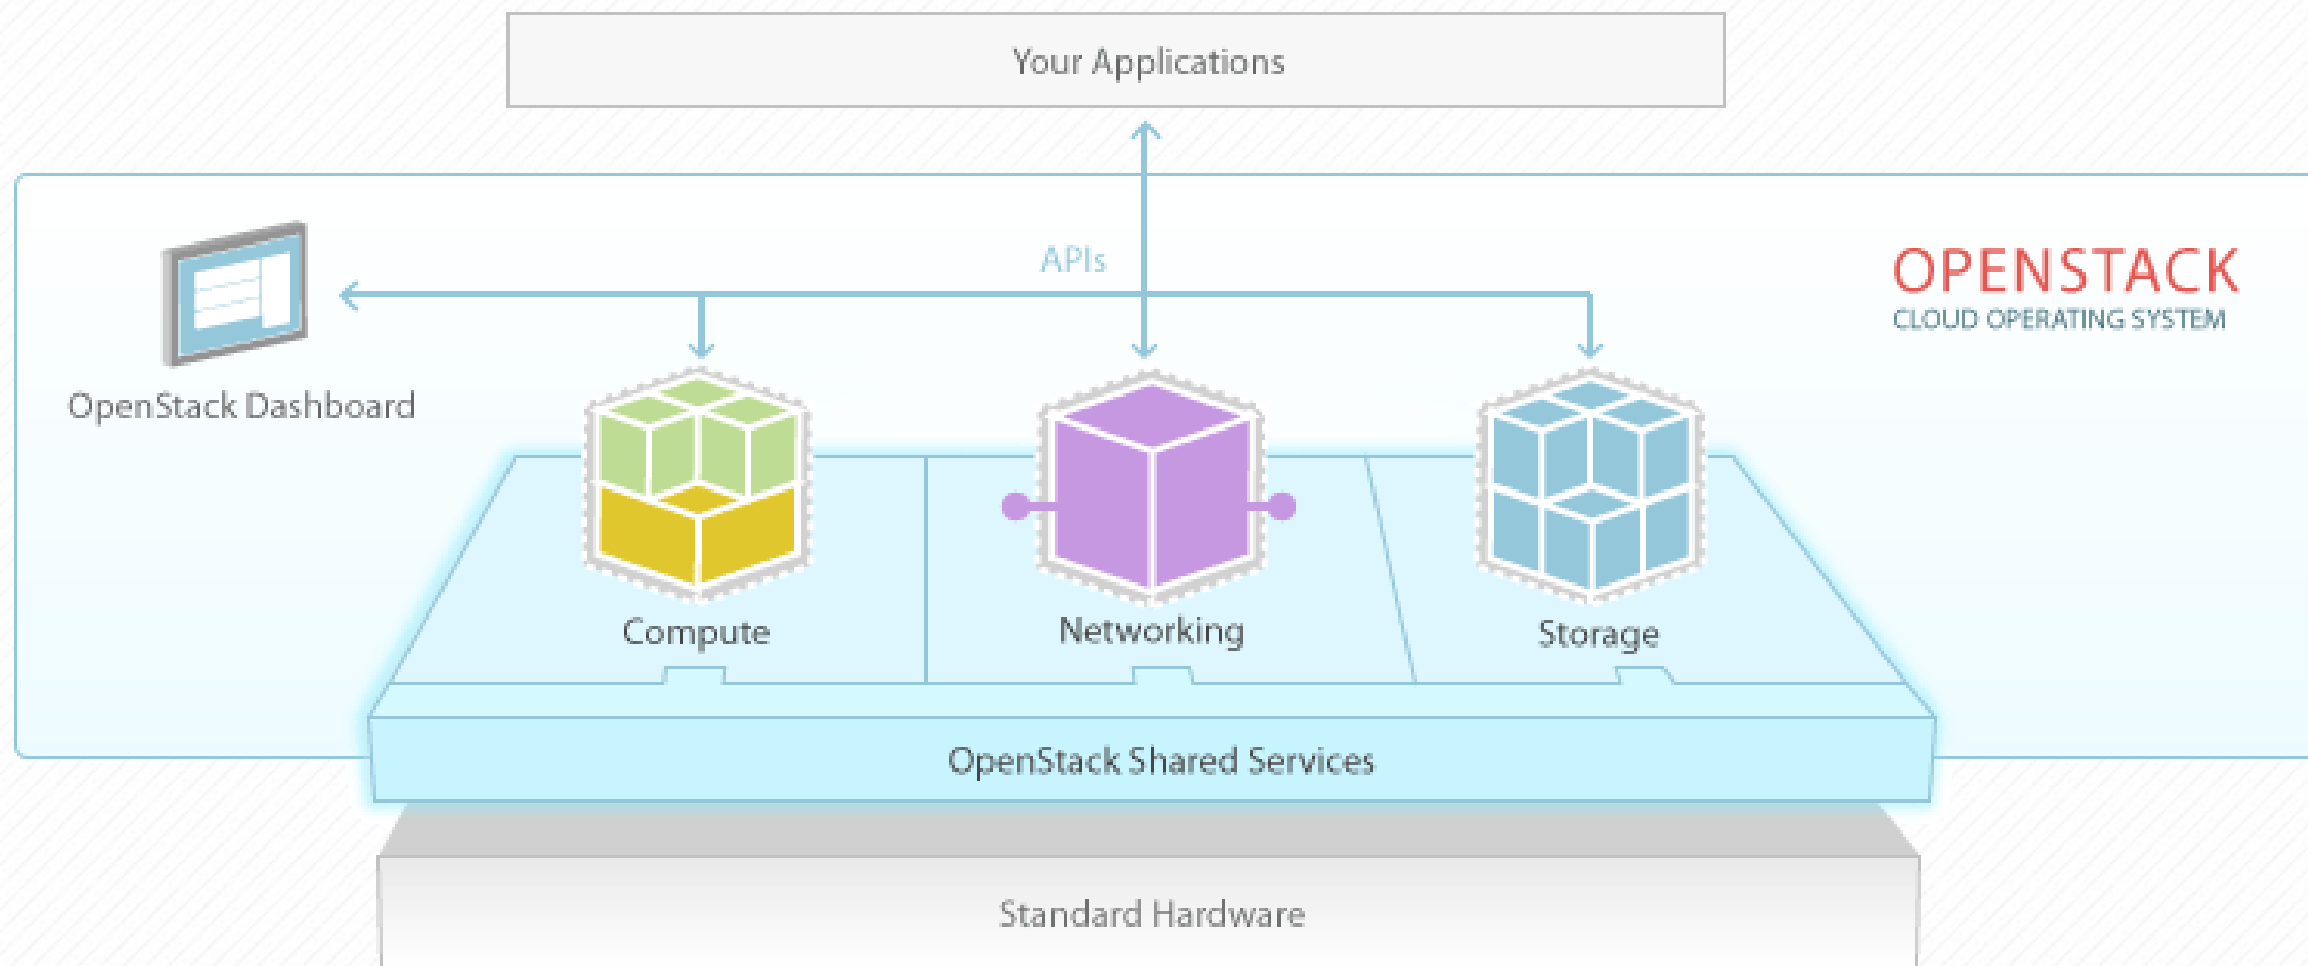 Your Applications
APIs
OPENSTACK
CLOUD OPERATING SYSTEM
OpenStack Dashboard
Compute
Networking
Storage
OpenStack Shared Services
Standard Hardware